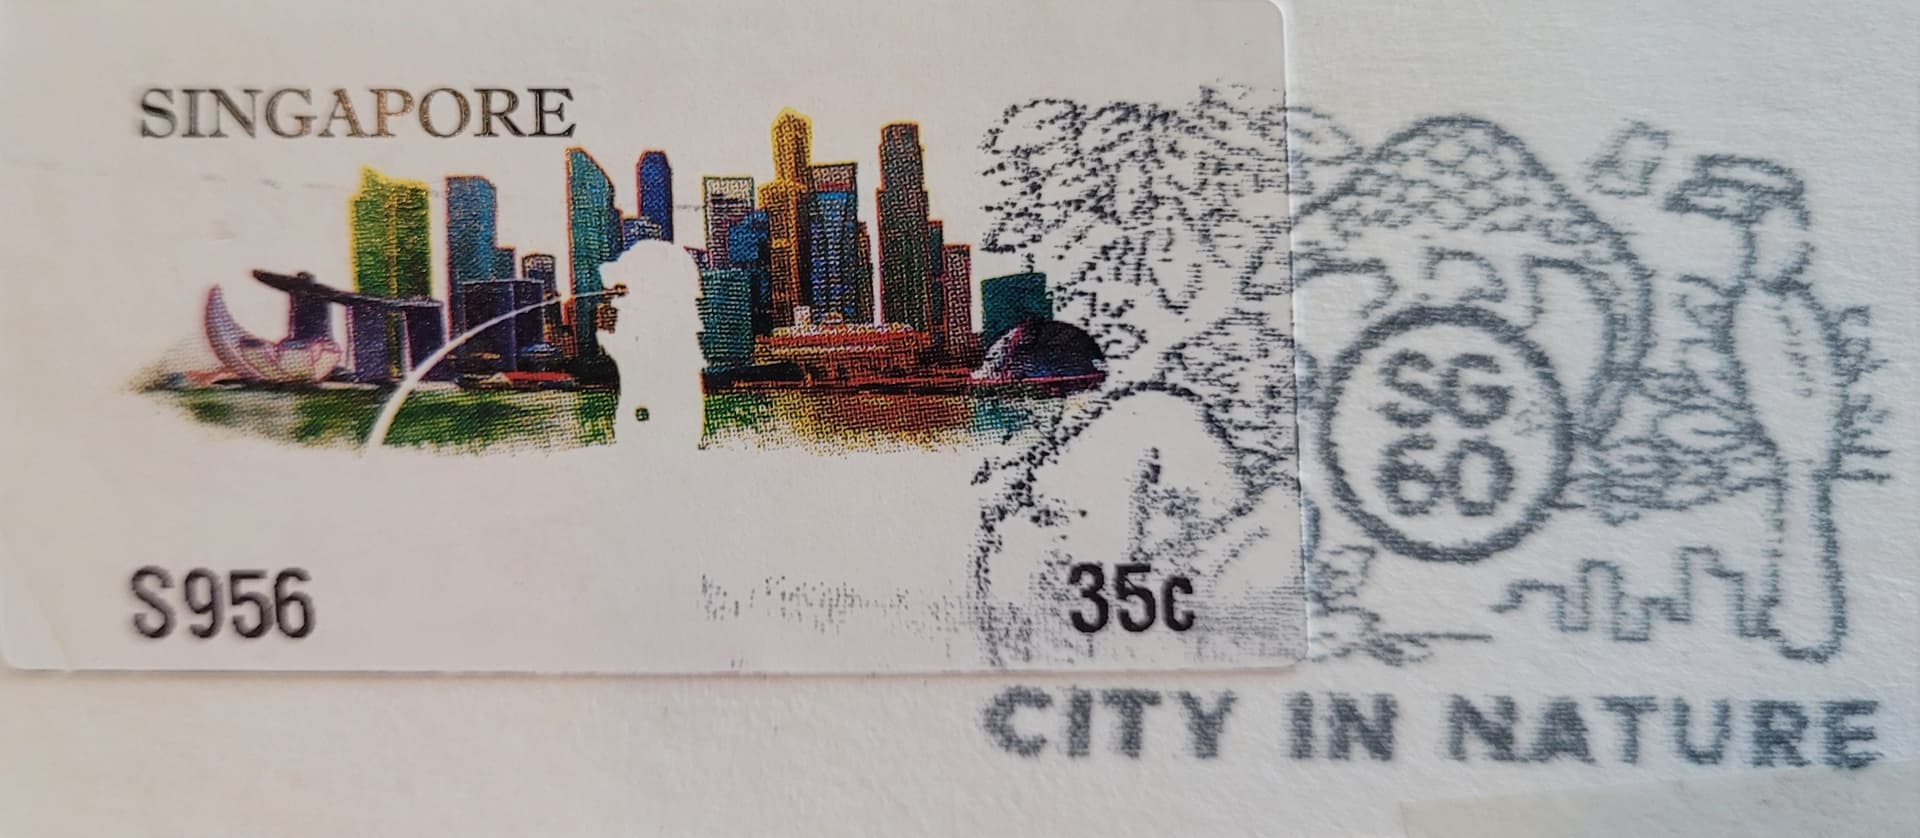 SINGAPORE
S956
35c
SG
60
CITY IN NATURE